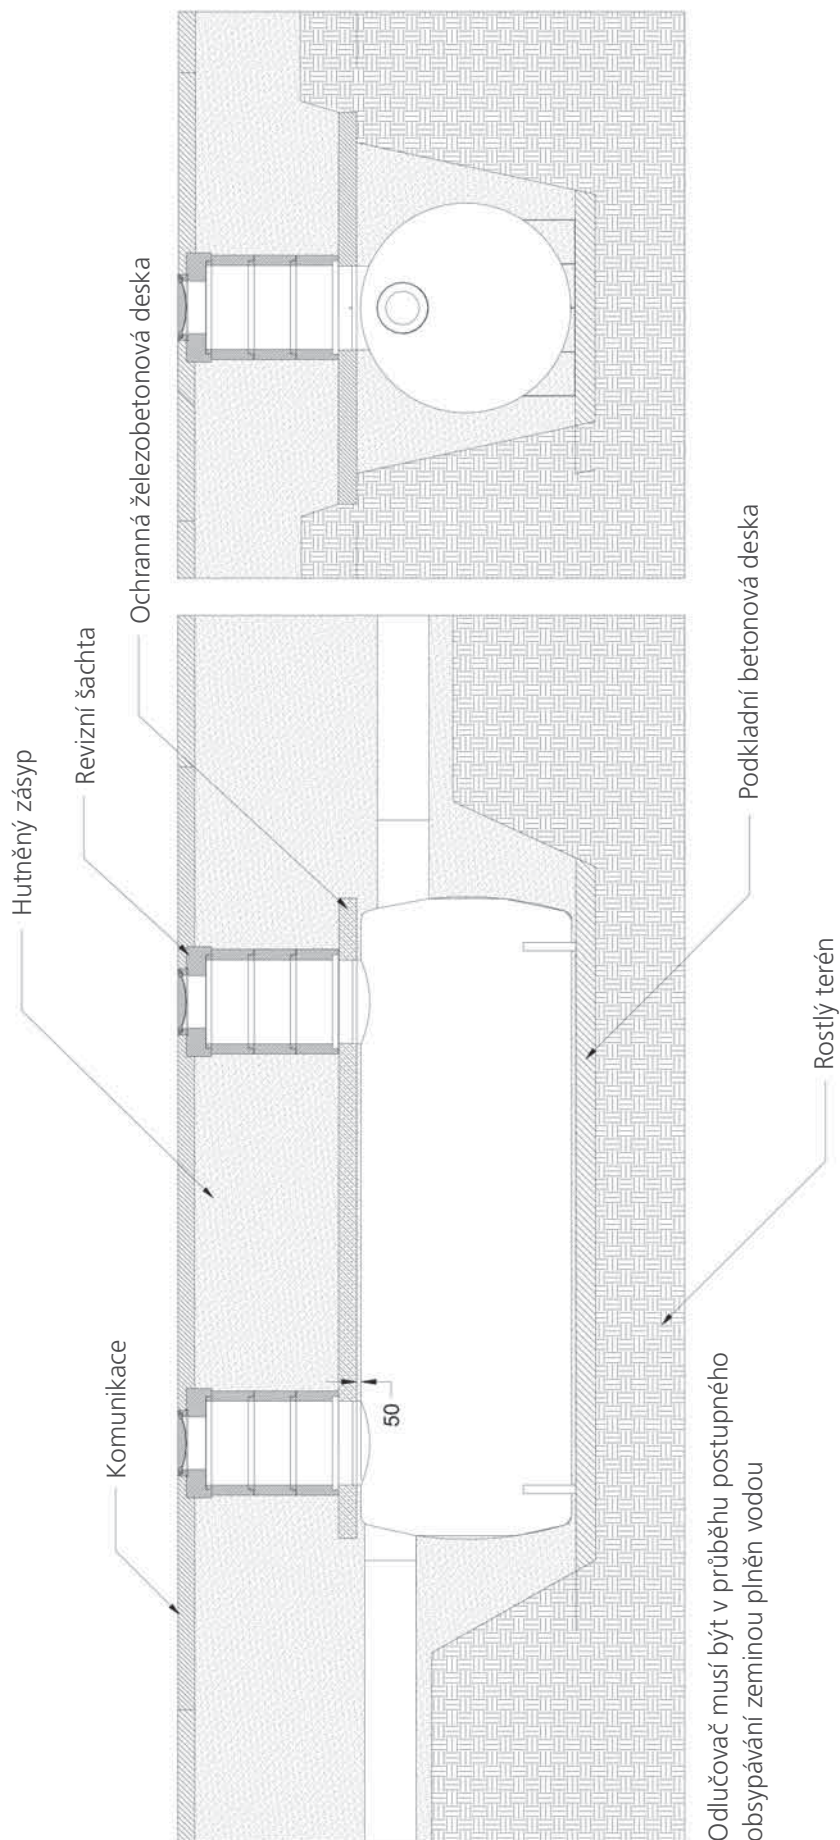 Komunikace
Hutněný zásyp
Revizní šachta
Ochranná železobetonová deska
50
Odlučovač musí být v průběhu postupného
obsypávání zeminou plněn vodou
Rostlý terén
Podkladní betonová deska